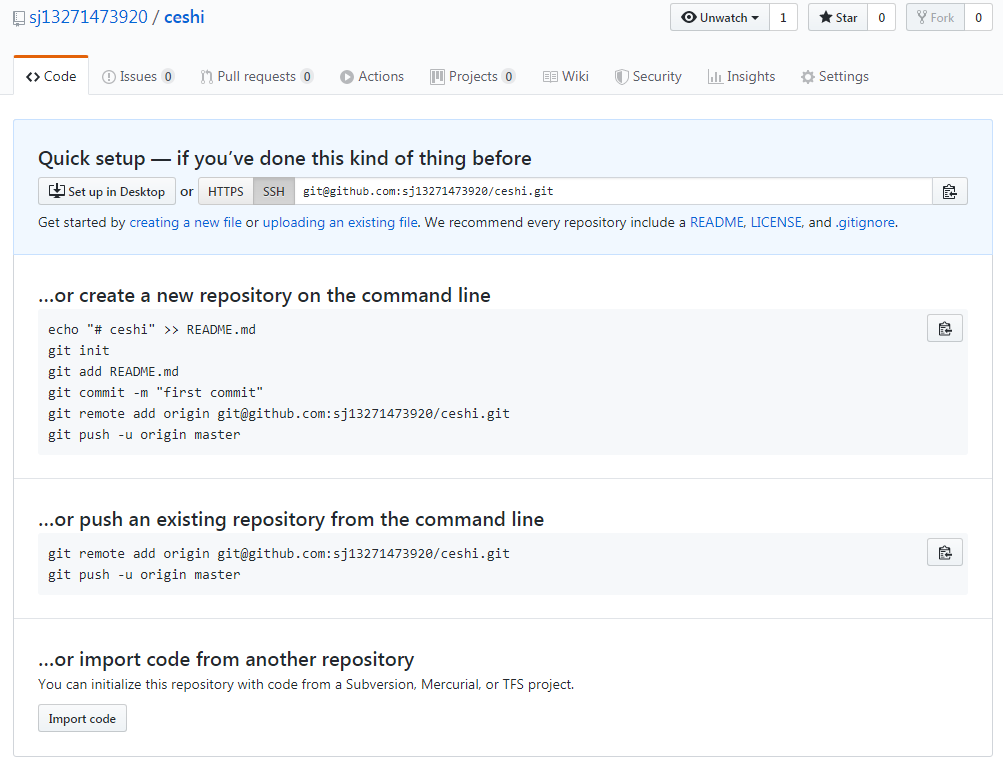 sj13271473920 / ceshi
Unwatch 1 Star 0 Fork 0
Code Issues 0 Pull requests 0 Actions Projects 0 Wiki Security Insights Settings
Quick setup — if you’ve done this kind of thing before
Set up in Desktop or HTTPS SSH git@github.com:sj13271473920/ceshi.git
Get started by creating a new file or uploading an existing file. We recommend every repository include a README, LICENSE, and .gitignore.
…or create a new repository on the command line
echo "# ceshi" >> README.md
git init
git add README.md
git commit -m "first commit"
git remote add origin git@github.com:sj13271473920/ceshi.git
git push -u origin master
…or push an existing repository from the command line
git remote add origin git@github.com:sj13271473920/ceshi.git
git push -u origin master
…or import code from another repository
You can initialize this repository with code from a Subversion, Mercurial, or TFS project.
Import code